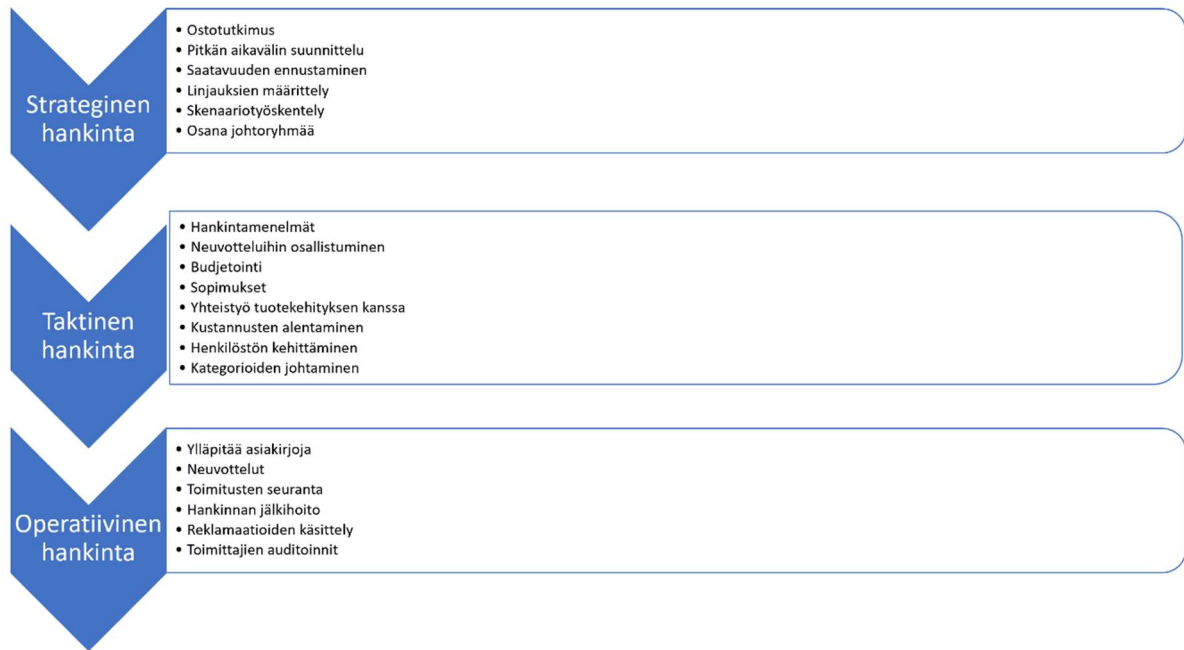 Strateginen
hankinta
• Ostotutkimus
• Pitkän aikavälin suunnittelu
• Saatavuuden ennustaminen
• Linjauksien määrittely
• Skenaariotyöskentely
• Osana johtoryhmää
Taktinen
hankinta
• Hankintamenelmät
• Neuvotteluihin osallistuminen
• Budjetointi
• Sopimukset
• Yhteistyö tuotekehityksen kanssa
• Kustannusten alentaminen
• Henkilöstön kehittäminen
• Kategorioiden johtaminen
Operatiivinen
hankinta
• Ylläpitää asiakirjoja
• Neuvottelut
• Toimitusten seuranta
• Hankinnan jälkihoito
• Reklamaatioiden käsittely
• Toimittajien auditoinnit